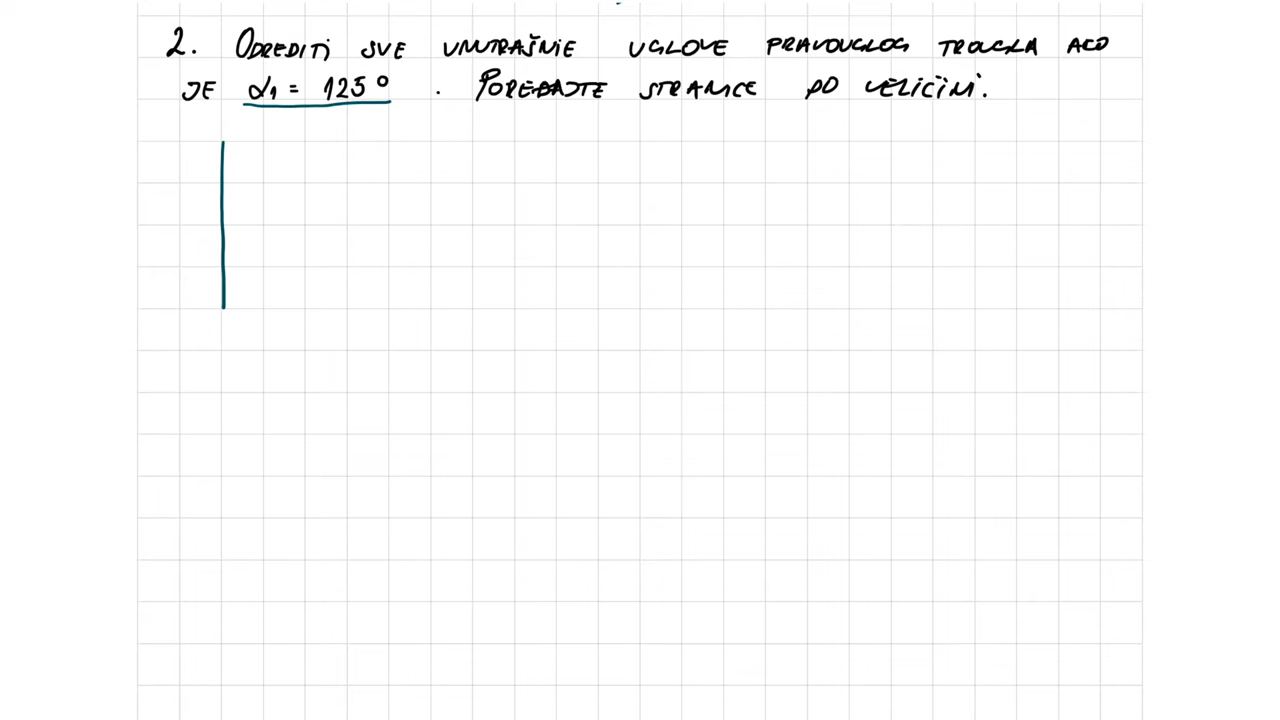 2. ODREDITI SVE UNUTRAŠNJE UGLOVE PRAVOUGLOG TROUGLA AKO
JE α₁ = 125° . POREĐAJTE STRANICE PO VELIČINI.